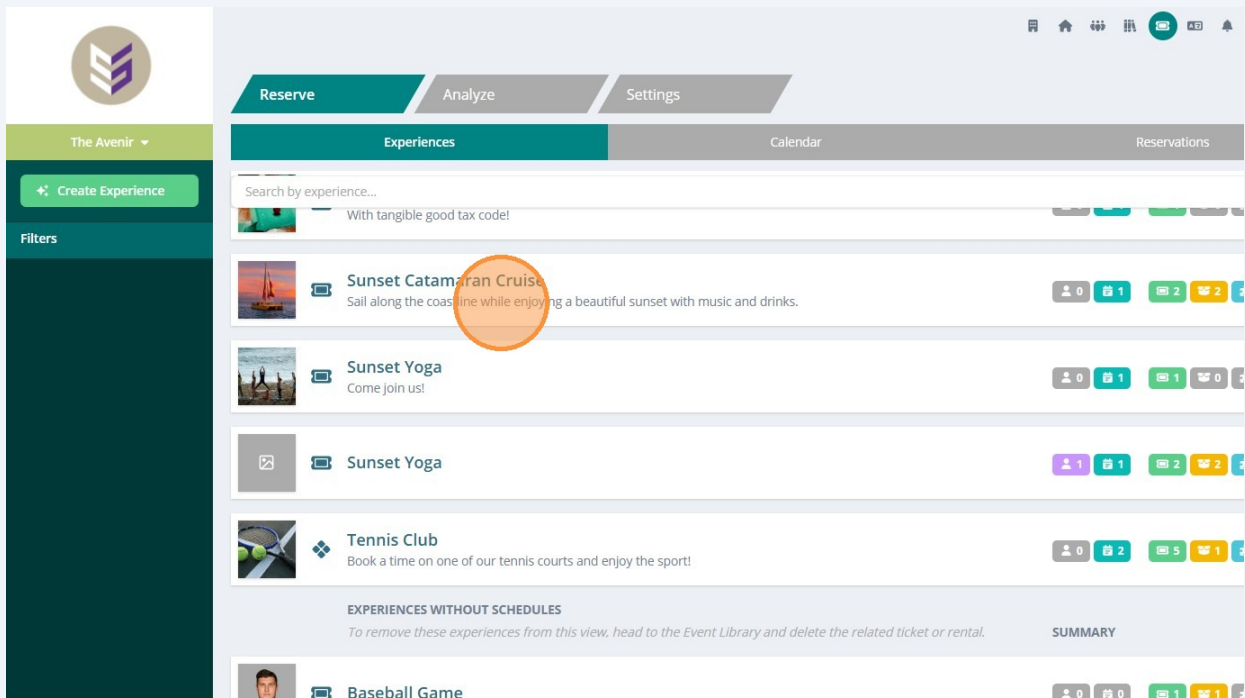 Reserve
Analyze
Settings
The Avenir
Experiences
Calendar
Reservations
Create Experience
Search by experience...
With tangible good tax code!
Filters
Sunset Catamaran Cruise
Sail along the coastline while enjoying a beautiful sunset with music and drinks.
0 1 2 2
Sunset Yoga
Come join us!
0 1 1 0
Sunset Yoga
1 1 2 2
Tennis Club
Book a time on one of our tennis courts and enjoy the sport!
0 2 5 1
EXPERIENCES WITHOUT SCHEDULES
To remove these experiences from this view, head to the Event Library and delete the related ticket or rental.
SUMMARY
Baseball Game
0 0 1 1